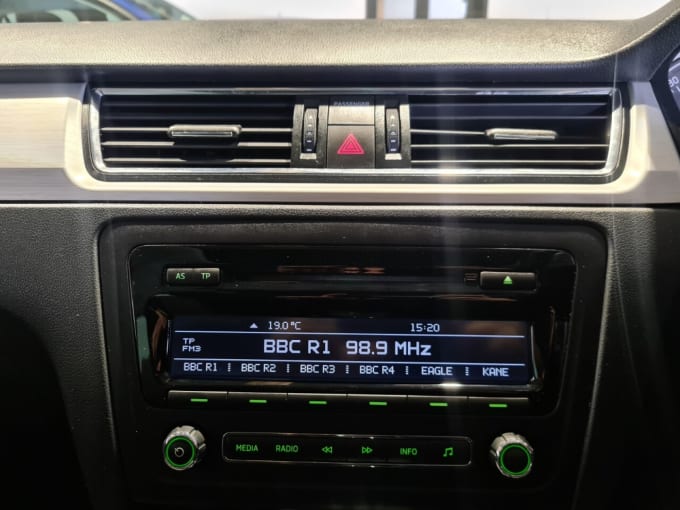 PASSENGER
AS TP
19.0°C 15:20
TP
FM3
BBC R1 98.9 MHz
BBC R1 BBC R2 BBC R3 BBC R4 EAGLE KANE
MEDIA RADIO INFO